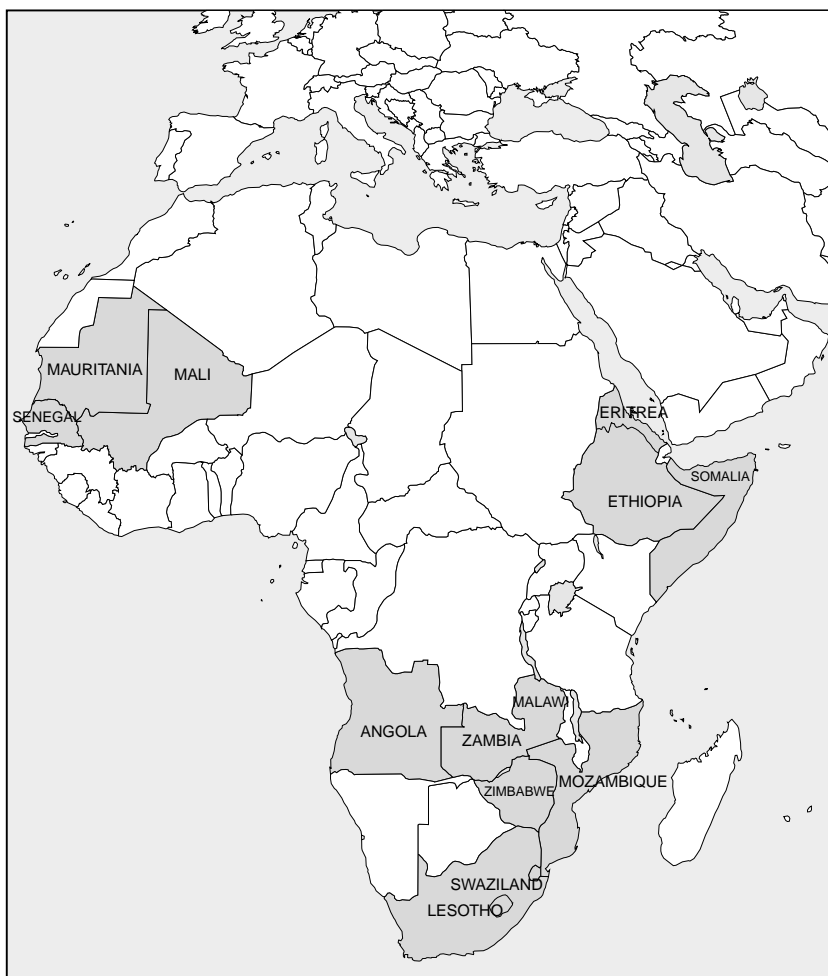 MAURITANIA
MALI
SENEGAL
ERITREA
SOMALIA
ETHIOPIA
MALAWI
ANGOLA
ZAMBIA
MOZAMBIQUE
ZIMBABWE
SWAZILAND
LESOTHO